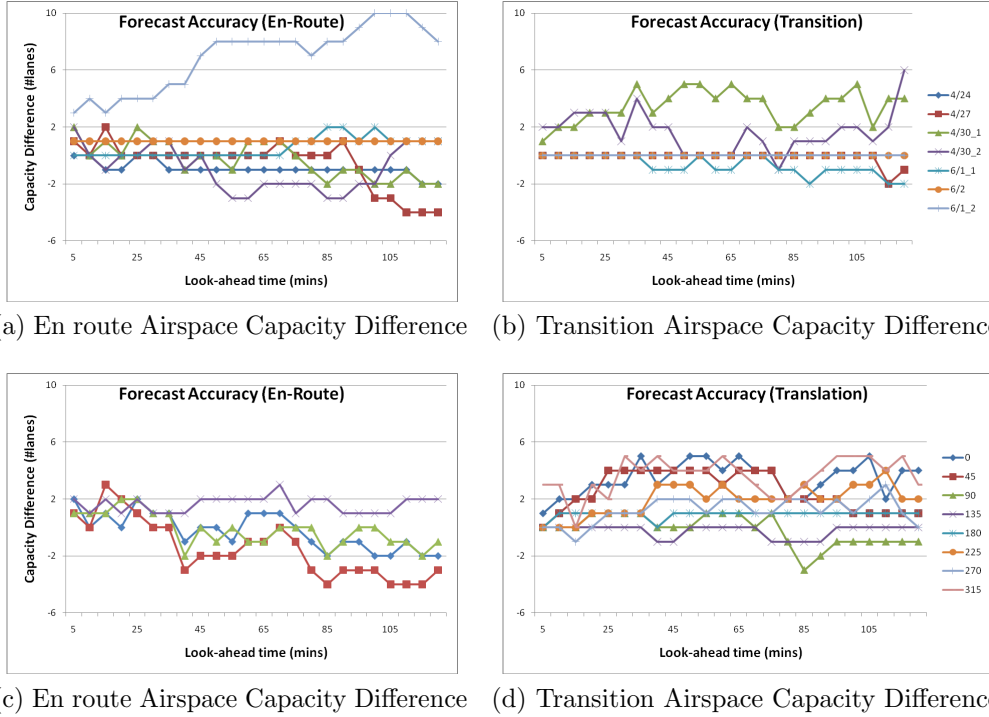 Forecast Accuracy (En-Route)
Capacity Difference (#lanes)
10
6
2
-2
-6
5 25 45 65 85 105
Look-ahead time (mins)
Forecast Accuracy (Transition)
10
6
2
-2
-6
5 25 45 65 85 105
Look-ahead time (mins)
4/24
4/27
4/30_1
4/30_2
6/1_1
6/2
6/1_2
a) En route Airspace Capacity Difference
(b) Transition Airspace Capacity Difference
Forecast Accuracy (En-Route)
Capacity Difference (#lanes)
10
6
2
-2
-6
5 25 45 65 85 105
Look-ahead time (mins)
Forecast Accuracy (Translation)
10
6
2
-2
-6
5 25 45 65 85 105
Look-ahead time (mins)
0
45
90
135
180
225
270
315
c) En route Airspace Capacity Difference
(d) Transition Airspace Capacity Difference